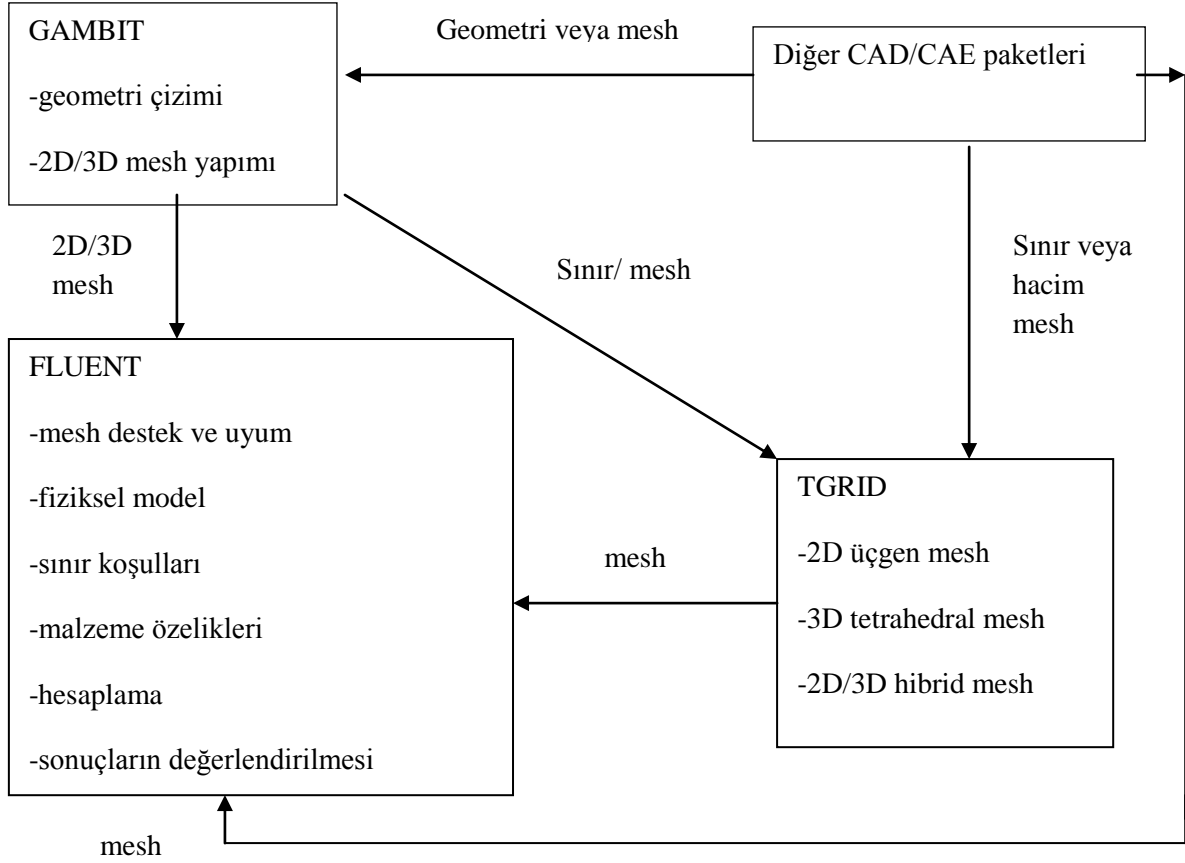 GAMBIT
-geometri çizimi
-2D/3D mesh yapımı
Geometri veya mesh
Diğer CAD/CAE paketleri
2D/3D
mesh
Sınır/ mesh
Sınır veya
hacim
mesh
FLUENT
-mesh destek ve uyum
-fiziksel model
-sınır koşulları
-malzeme özelikleri
-hesaplama
-sonuçların değerlendirilmesi
mesh
TGRID
-2D üçgen mesh
-3D tetrahedral mesh
-2D/3D hibrid mesh
mesh